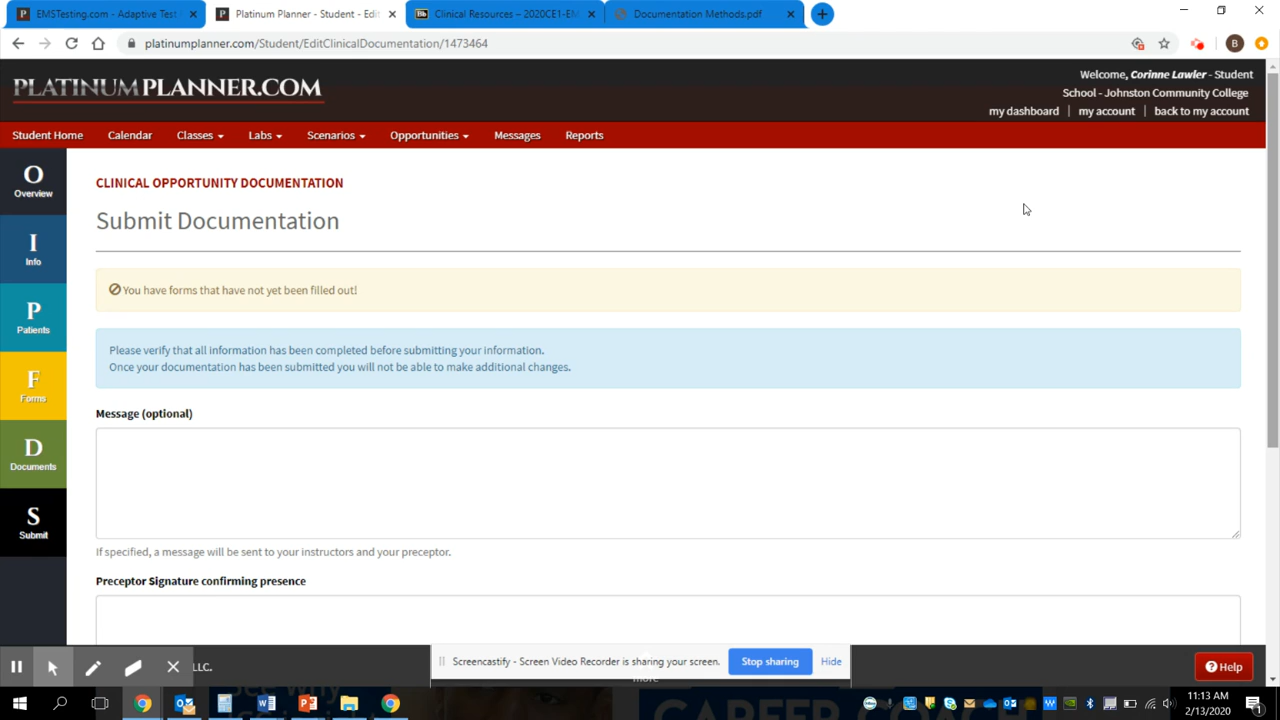 EMSTesting.com - Adaptive Test
Platinum Planner - Student - Edit
Clinical Resources – 2020CE1-EM
Documentation Methods.pdf
platinumplanner.com/Student/EditClinicalDocumentation/1473464
B
PLATINUMPLANNER.COM
Welcome, Corinne Lawler - Student
School - Johnston Community College
my dashboard | my account | back to my account
Student Home Calendar Classes Labs Scenarios Opportunities Messages Reports
O
Overview
I
Info
P
Patients
F
Forms
D
Documents
S
Submit
CLINICAL OPPORTUNITY DOCUMENTATION
Submit Documentation
You have forms that have not yet been filled out!
Please verify that all information has been completed before submitting your information.
Once your documentation has been submitted you will not be able to make additional changes.
Message (optional)
If specified, a message will be sent to your instructors and your preceptor.
Preceptor Signature confirming presence
LLC.
Screencastify - Screen Video Recorder is sharing your screen. Stop sharing Hide
more
Help
CAREER COACH
11:13 AM
2/13/2020